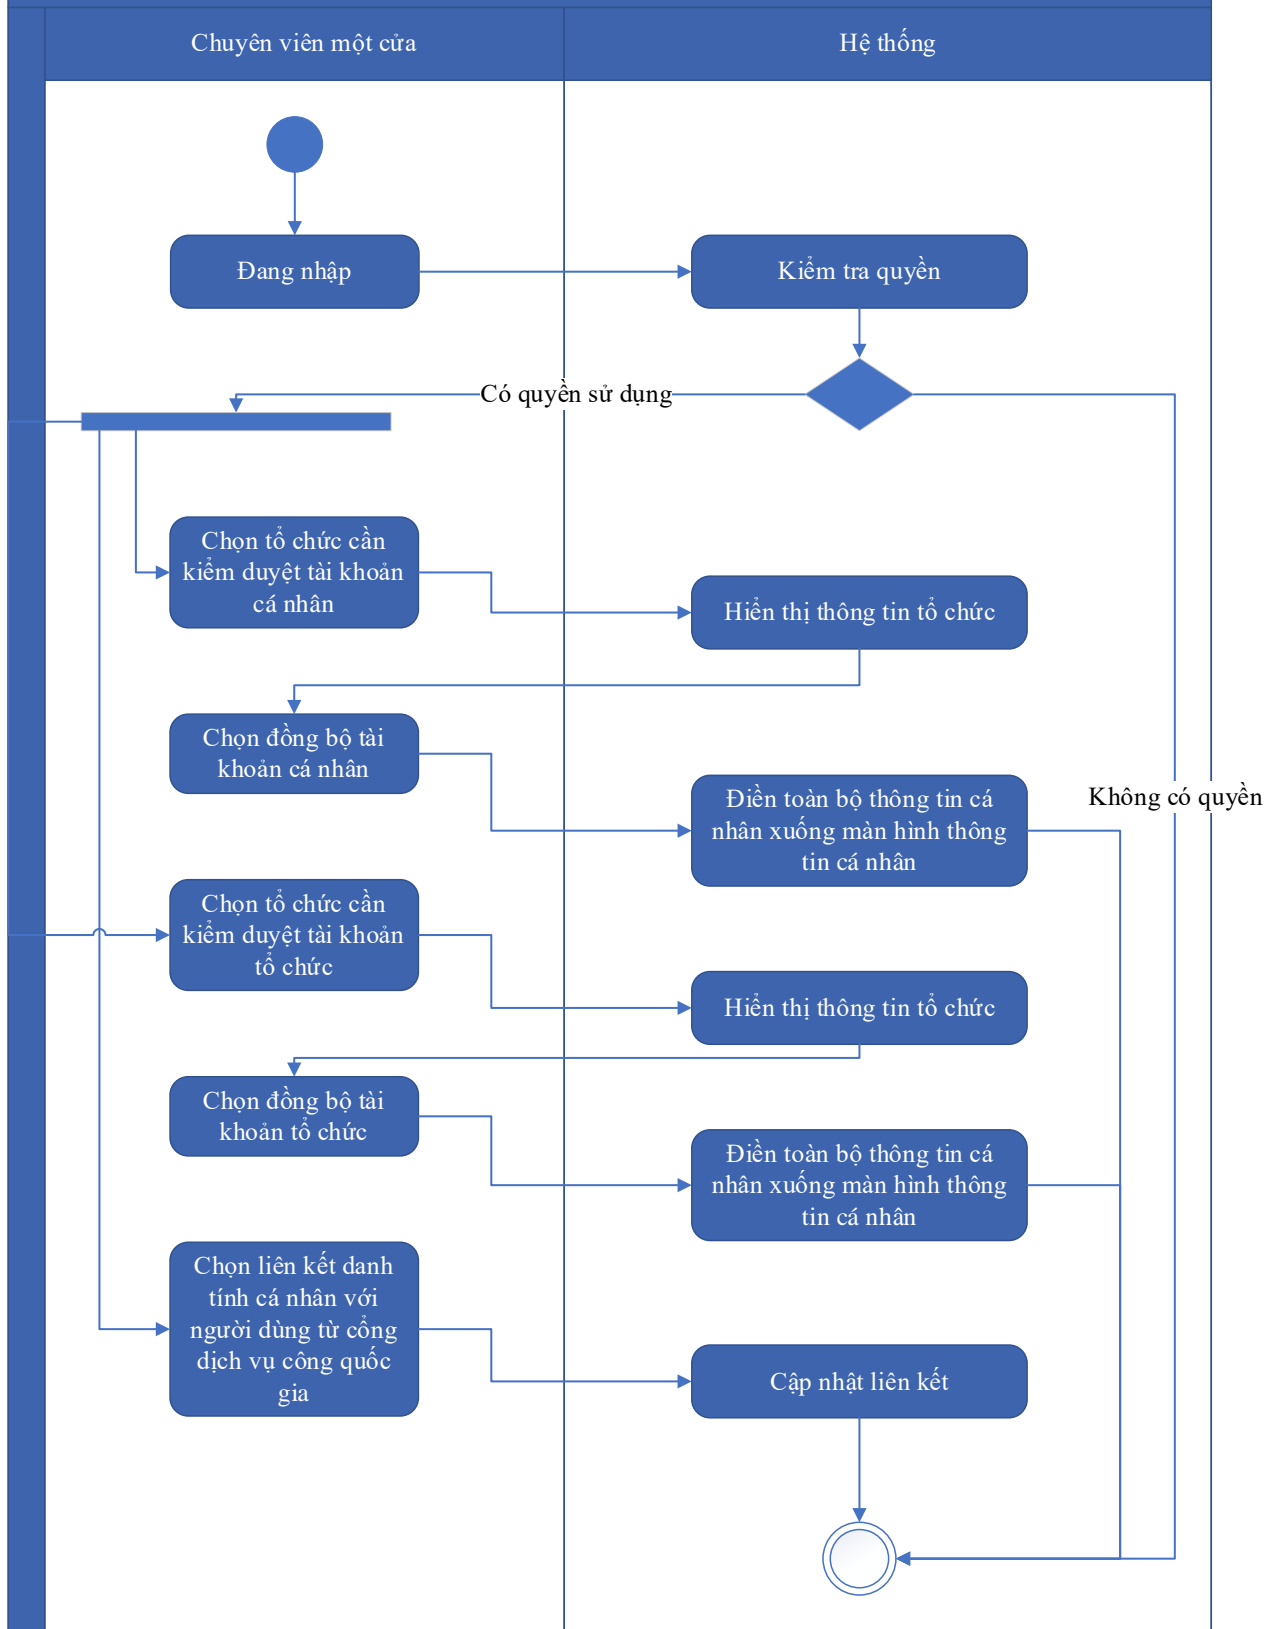 Chuyên viên một cửa
Hệ thống
Đang nhập
Kiểm tra quyền
Có quyền sử dụng
Chọn tổ chức cần
kiểm duyệt tài khoản
cá nhân
Hiển thị thông tin tổ chức
Chọn đồng bộ tài
khoản cá nhân
Điền toàn bộ thông tin cá
nhân xuống màn hình thông
tin cá nhân
Không có quyền
Chọn tổ chức cần
kiểm duyệt tài khoản
tổ chức
Hiển thị thông tin tổ chức
Chọn đồng bộ tài
khoản tổ chức
Điền toàn bộ thông tin cá
nhân xuống màn hình thông
tin cá nhân
Chọn liên kết danh
tính cá nhân với
người dùng từ cổng
dịch vụ công quốc
gia
Cập nhật liên kết